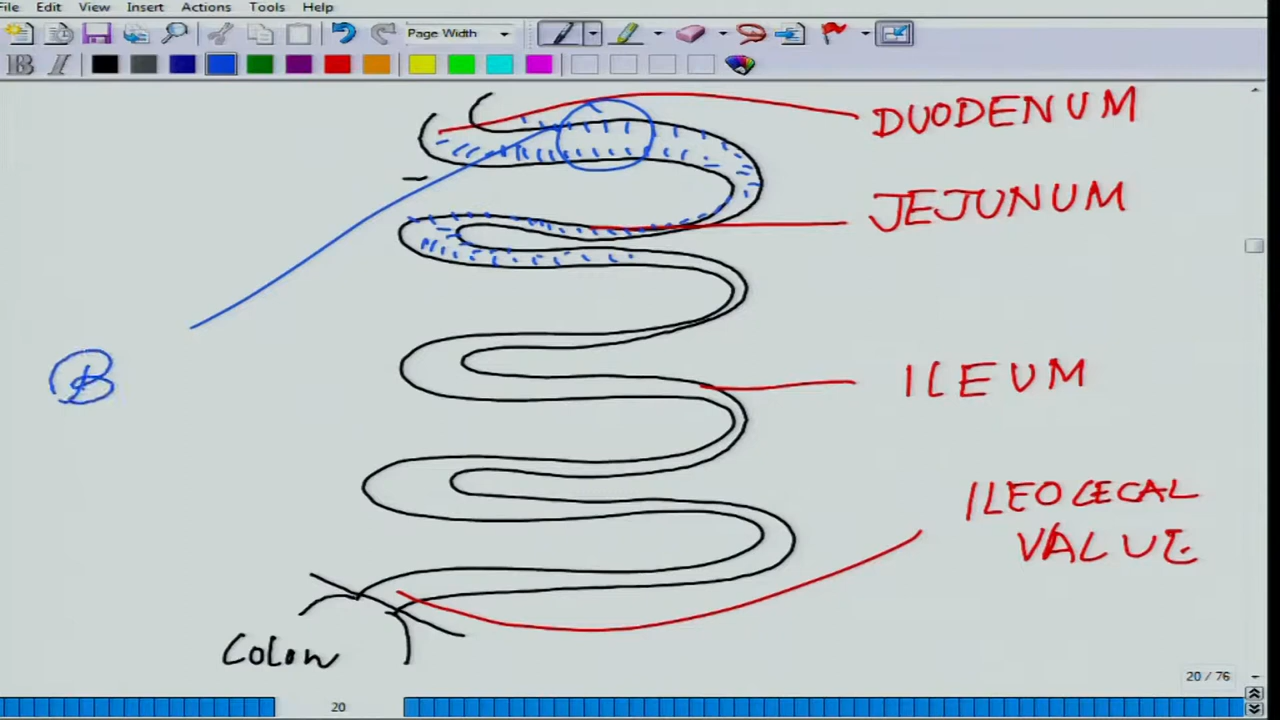 File Edit View Insert Actions Tools Help
Page Width
B I
DUODENUM
JEJUNUM
ILEUM
B
ILEOCECAL
VALUE
Colon
20 / 76
20